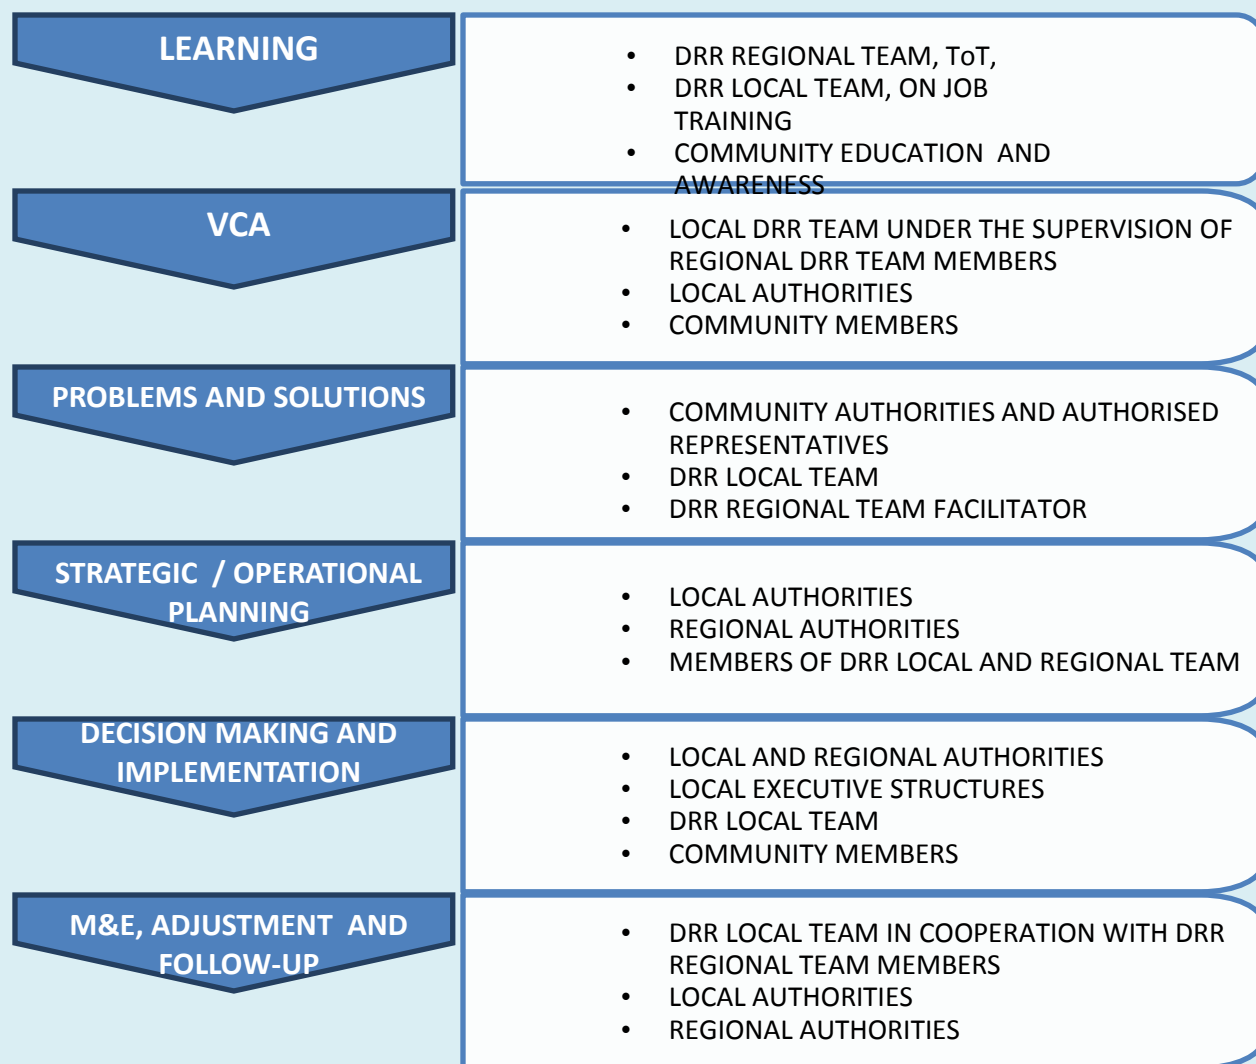 LEARNING
• DRR REGIONAL TEAM, ToT,
• DRR LOCAL TEAM, ON JOB
TRAINING
• COMMUNITY EDUCATION AND
AWARENESS
VCA
• LOCAL DRR TEAM UNDER THE SUPERVISION OF
REGIONAL DRR TEAM MEMBERS
• LOCAL AUTHORITIES
• COMMUNITY MEMBERS
PROBLEMS AND SOLUTIONS
• COMMUNITY AUTHORITIES AND AUTHORISED
REPRESENTATIVES
• DRR LOCAL TEAM
• DRR REGIONAL TEAM FACILITATOR
STRATEGIC / OPERATIONAL
PLANNING
• LOCAL AUTHORITIES
• REGIONAL AUTHORITIES
• MEMBERS OF DRR LOCAL AND REGIONAL TEAM
DECISION MAKING AND
IMPLEMENTATION
• LOCAL AND REGIONAL AUTHORITIES
• LOCAL EXECUTIVE STRUCTURES
• DRR LOCAL TEAM
• COMMUNITY MEMBERS
M&E, ADJUSTMENT AND
FOLLOW-UP
• DRR LOCAL TEAM IN COOPERATION WITH DRR
REGIONAL TEAM MEMBERS
• LOCAL AUTHORITIES
• REGIONAL AUTHORITIES